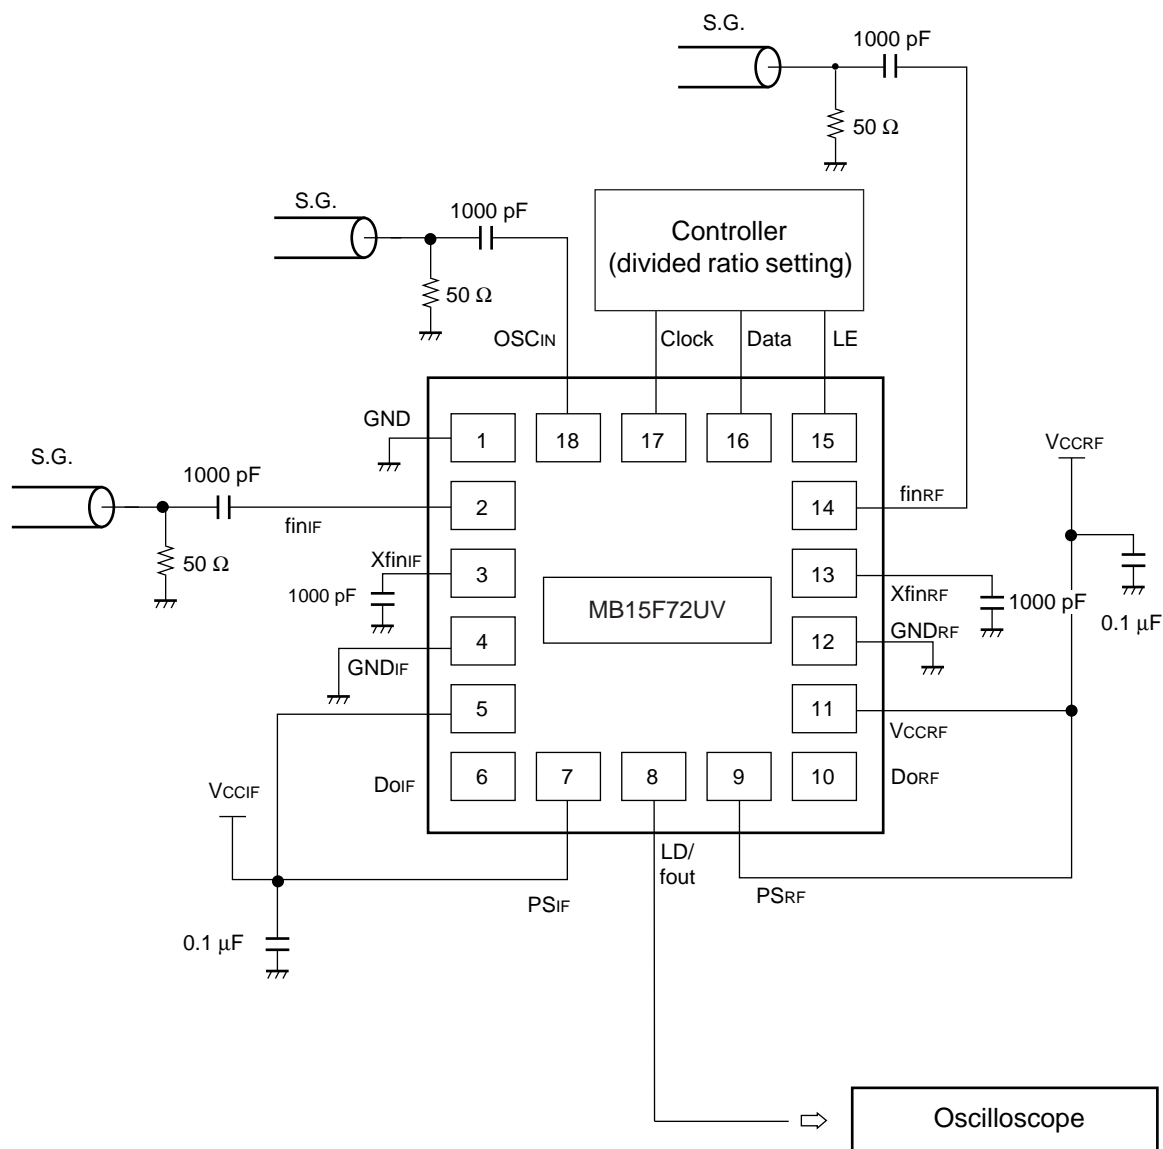 S.G.
1000 pF
50 Ω
S.G.
1000 pF
50 Ω
Controller
(divided ratio setting)
OSCIN
Clock
Data
LE
GND
1
18
17
16
15
VCCRF
S.G.
1000 pF
finIF
2
14
finRF
50 Ω
XfinIF
1000 pF
3
MB15F72UV
13
XfinRF
1000 pF
0.1 µF
GNDIF
4
12
GNDRF
5
11
VCCRF
VCCIF
DoIF
6
7
8
9
10
DoRF
LD/
fout
PSIF
PSRF
0.1 µF
Oscilloscope